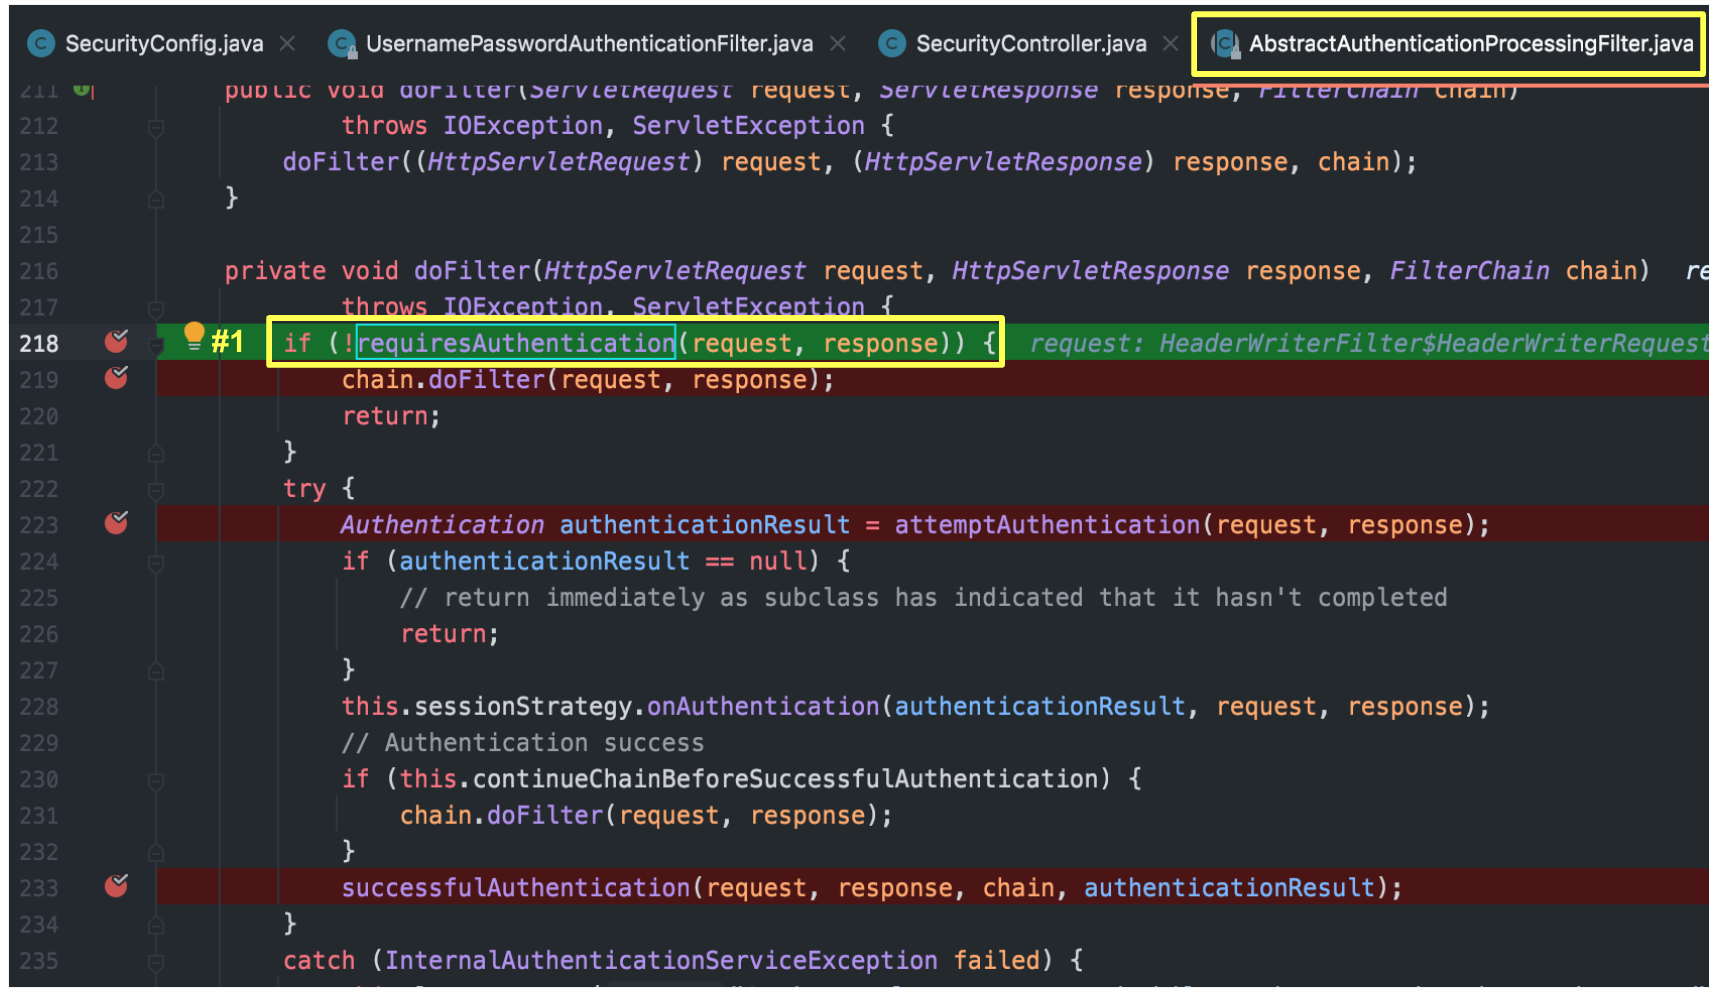 SecurityConfig.java × UsernamePasswordAuthenticationFilter.java × SecurityController.java × AbstractAuthenticationProcessingFilter.java
211 public void doFilter(ServletRequest request, ServletResponse response, FilterChain chain)
212 throws IOException, ServletException {
213 doFilter((HttpServletRequest) request, (HttpServletResponse) response, chain);
214 }
215
216 private void doFilter(HttpServletRequest request, HttpServletResponse response, FilterChain chain) re
217 throws IOException, ServletException {
218 #1 if (!requiresAuthentication(request, response)) { request: HeaderWriterFilter$HeaderWriterRequest
219 chain.doFilter(request, response);
220 return;
221 }
222 try {
223 Authentication authenticationResult = attemptAuthentication(request, response);
224 if (authenticationResult == null) {
225 // return immediately as subclass has indicated that it hasn't completed
226 return;
227 }
228 this.sessionStrategy.onAuthentication(authenticationResult, request, response);
229 // Authentication success
230 if (this.continueChainBeforeSuccessfulAuthentication) {
231 chain.doFilter(request, response);
232 }
233 successfulAuthentication(request, response, chain, authenticationResult);
234 }
235 catch (InternalAuthenticationServiceException failed) {